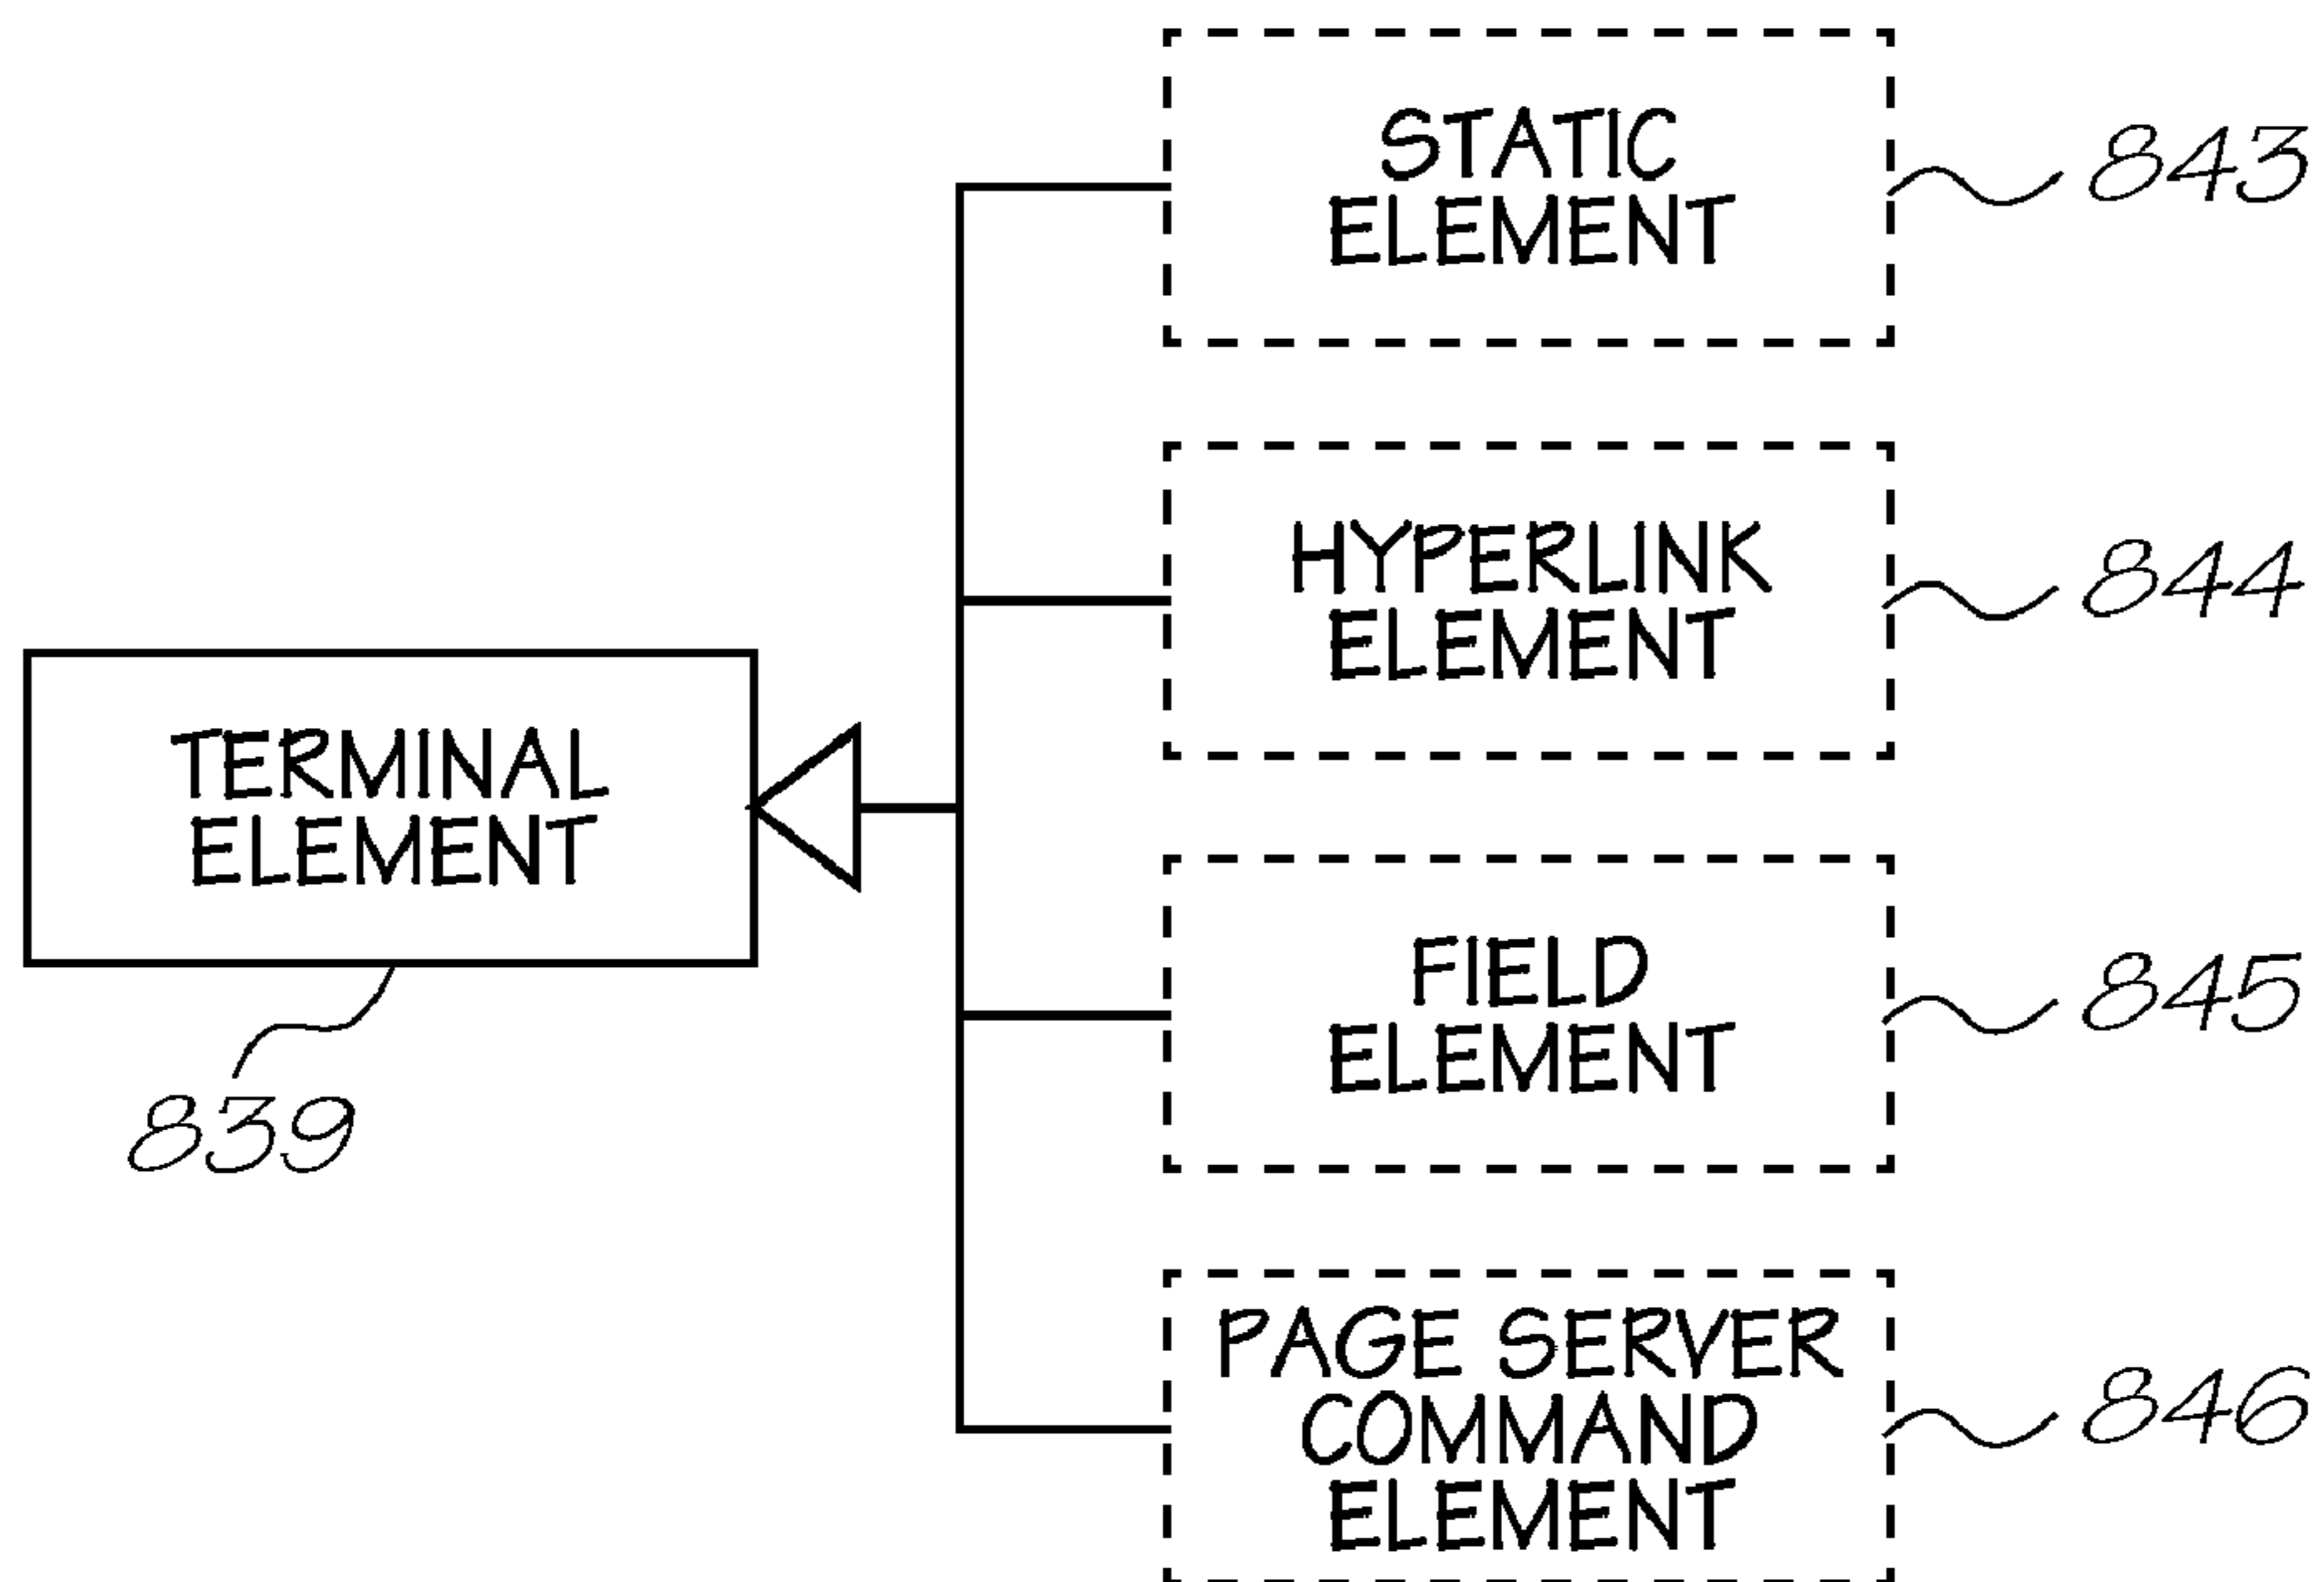 STATIC
ELEMENT
843
HYPERLINK
ELEMENT
844
TERMINAL
ELEMENT
839
FIELD
ELEMENT
845
PAGE SERVER
COMMAND
ELEMENT
846